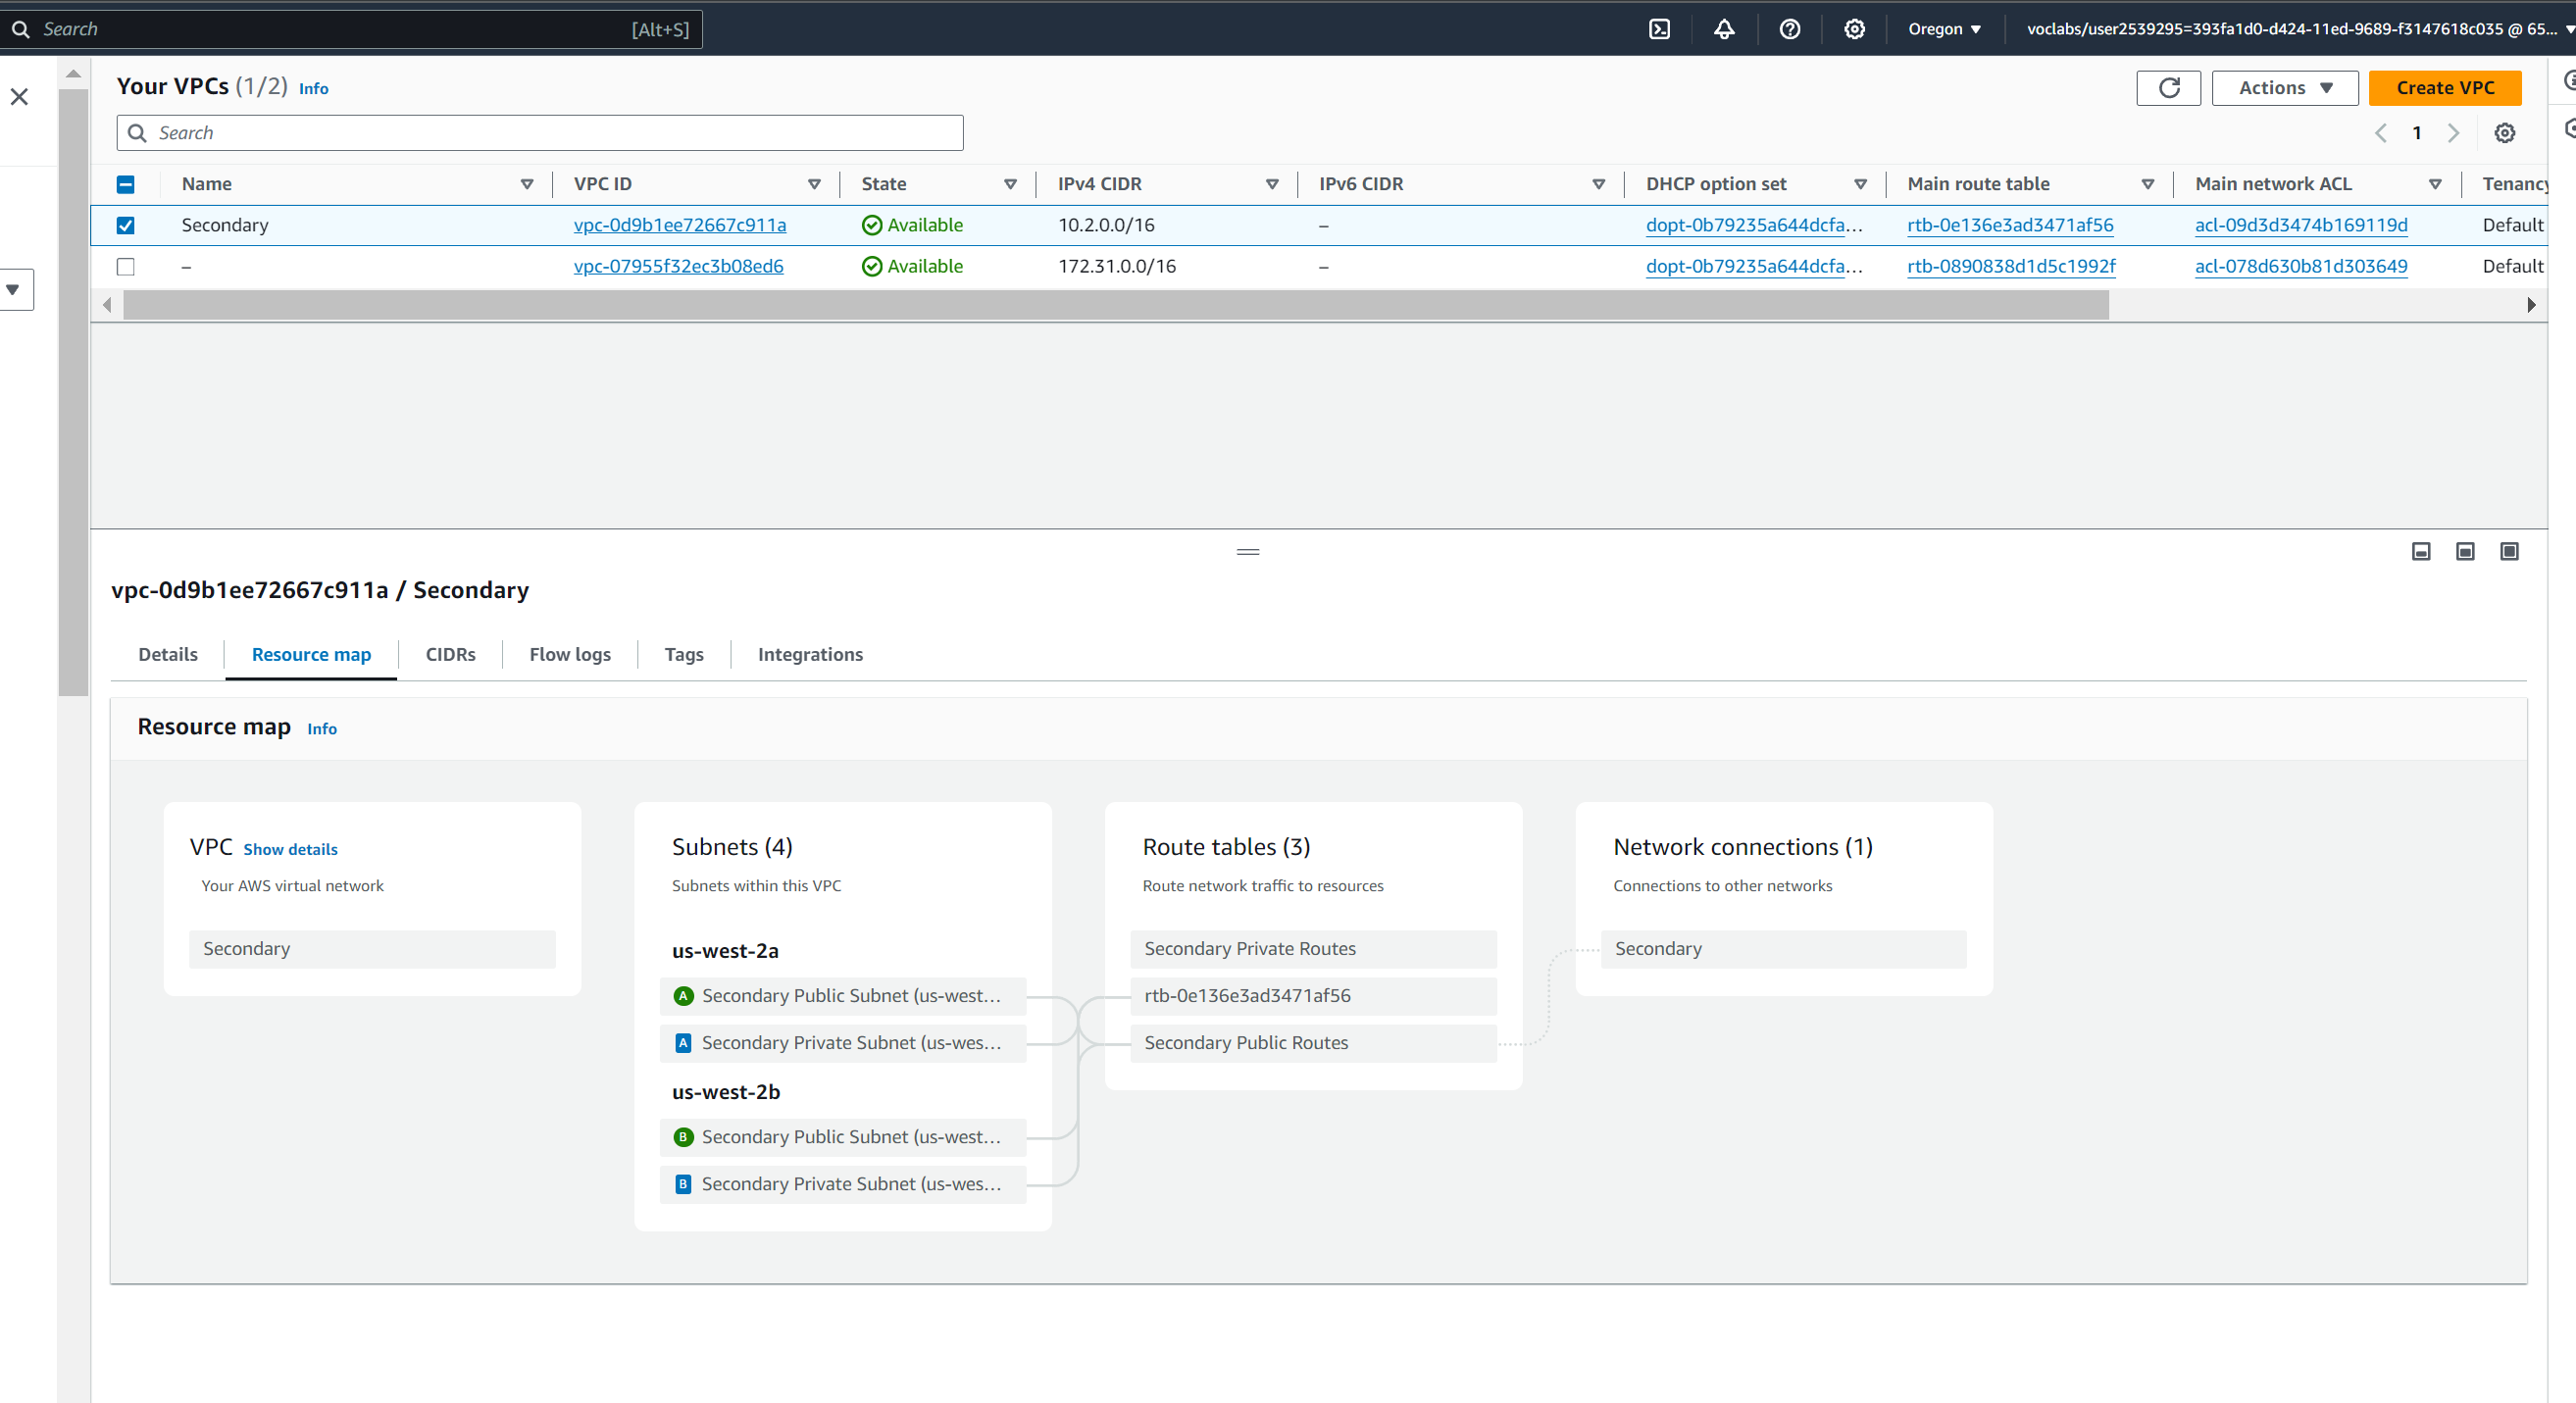 Search [Alt+S] Oregon voclabs/user2539295=393fa1d0-d424-11ed-9689-f3147618c035 @ 65...
Your VPCs (1/2) Info Actions Create VPC
Search 1
Name VPC ID State IPv4 CIDR IPv6 CIDR DHCP option set Main route table Main network ACL Tenancy
Secondary vpc-0d9b1ee72667c911a Available 10.2.0.0/16 – dopt-0b79235a644dcfa... rtb-0e136e3ad3471af56 acl-09d3d3474b169119d Default
– vpc-07955f32ec3b08ed6 Available 172.31.0.0/16 – dopt-0b79235a644dcfa... rtb-0890838d1d5c1992f acl-078d630b81d303649 Default
vpc-0d9b1ee72667c911a / Secondary
Details Resource map CIDRs Flow logs Tags Integrations
Resource map Info
VPC Show details
Your AWS virtual network
Secondary
Subnets (4)
Subnets within this VPC
us-west-2a
A Secondary Public Subnet (us-west...
A Secondary Private Subnet (us-wes...
us-west-2b
B Secondary Public Subnet (us-west...
B Secondary Private Subnet (us-wes...
Route tables (3)
Route network traffic to resources
Secondary Private Routes
rtb-0e136e3ad3471af56
Secondary Public Routes
Network connections (1)
Connections to other networks
Secondary